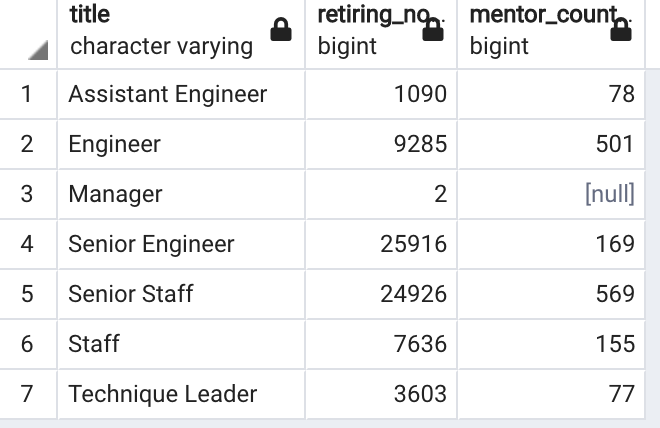 title retiring_no.. mentor_count..
character varying bigint bigint
1 Assistant Engineer 1090 78
2 Engineer 9285 501
3 Manager 2 [null]
4 Senior Engineer 25916 169
5 Senior Staff 24926 569
6 Staff 7636 155
7 Technique Leader 3603 77